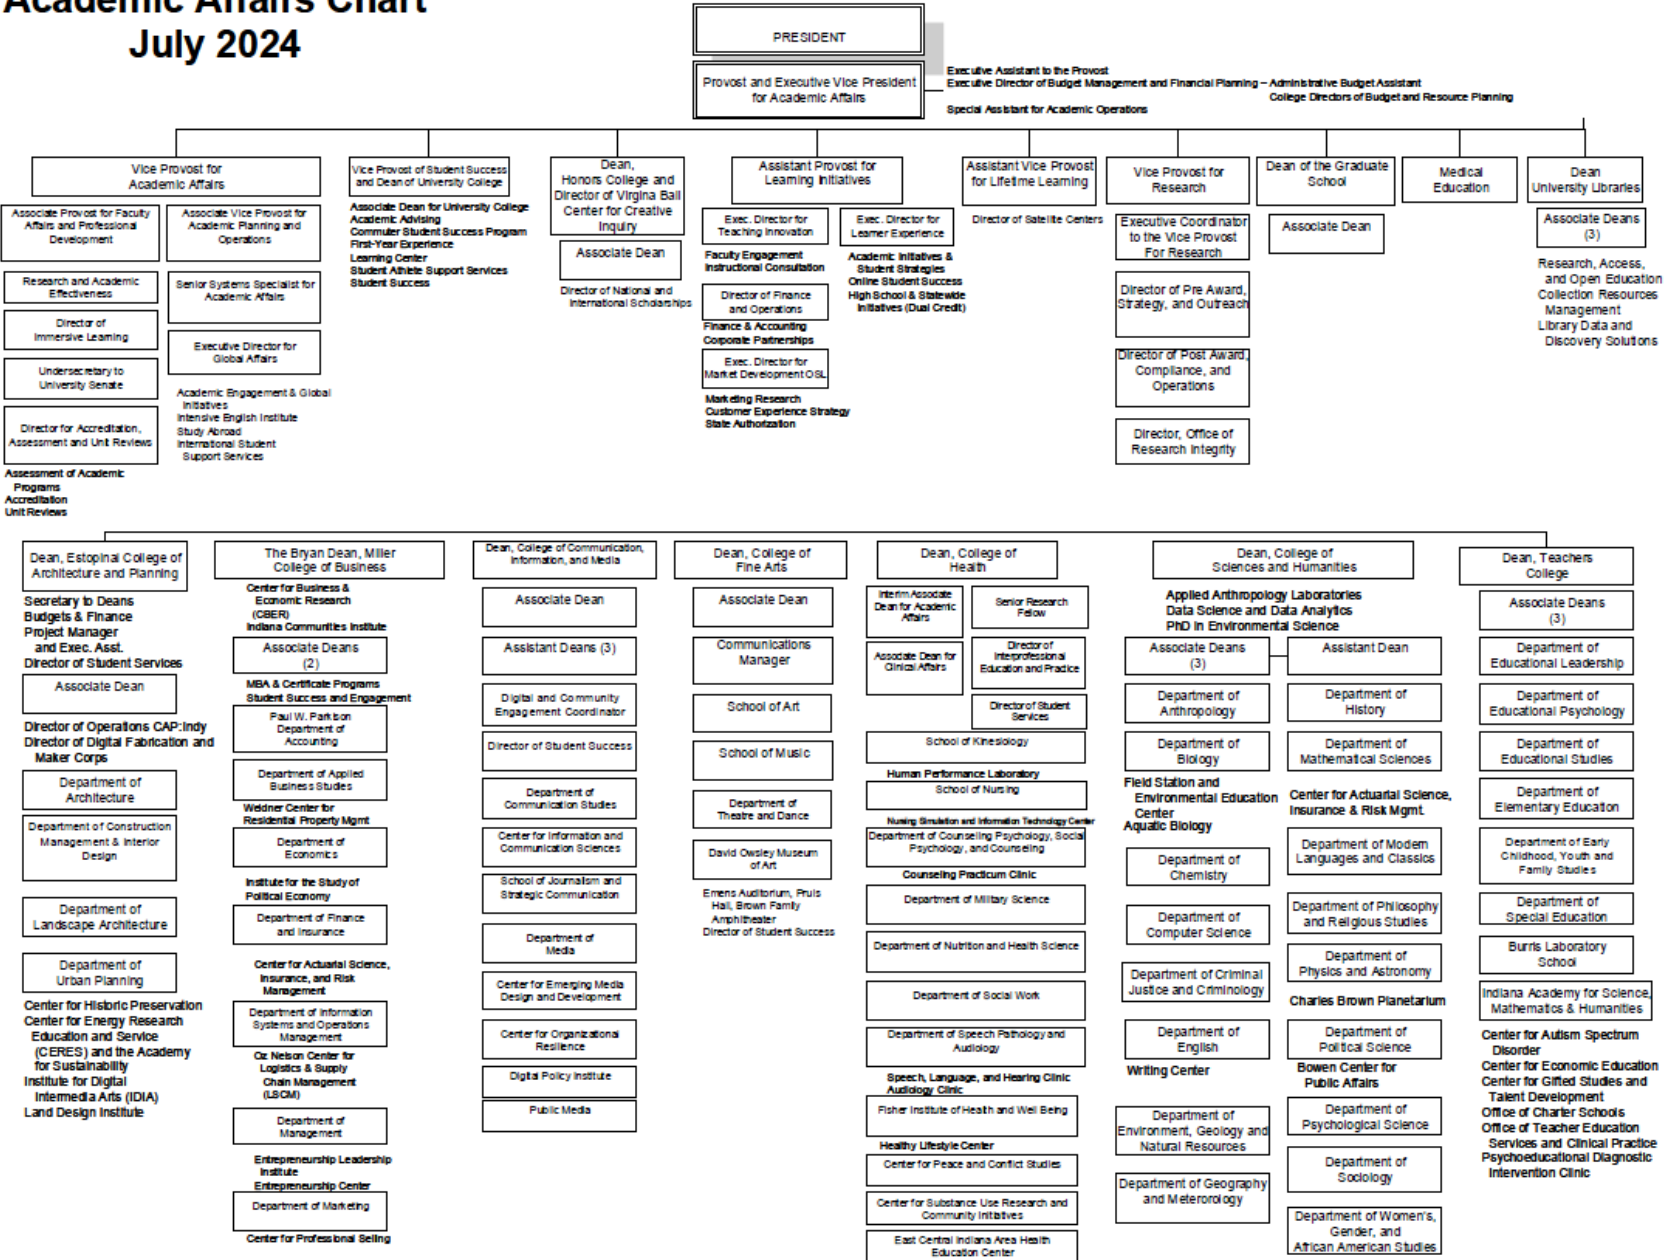 Academic Affairs Chart
July 2024
PRESIDENT
Provost and Executive Vice President
for Academic Affairs
Executive Assistant to the Provost
Executive Director of Budget Management and Financial Planning – Administrative Budget Assistant
College Directors of Budget and Resource Planning
Special Assistant for Academic Operations
Vice Provost for
Academic Affairs
Associate Provost for Faculty
Affairs and Professional
Development
Research and Academic
Effectiveness
Director of
Immersive Learning
Undersecretary to
University Senate
Director for Accreditation,
Assessment and Unit Reviews
Assessment of Academic
Programs
Accreditation
Unit Reviews
Associate Vice Provost for
Academic Planning and
Operations
Senior Systems Specialist for
Academic Affairs
Executive Director for
Global Affairs
Academic Engagement & Global
Initiatives
Intensive English Institute
Study Abroad
International Student
Support Services
Vice Provost of Student Success
and Dean of University College
Associate Dean for University College
Academic Advising
Commuter Student Success Program
First-Year Experience
Learning Center
Student Athlete Support Services
Student Success
Dean,
Honors College and
Director of Virgina Ball
Center for Creative
Inquiry
Associate Dean
Director of National and
International Scholarships
Assistant Provost for
Learning Initiatives
Exec. Director for
Teaching Innovation
Faculty Engagement
Instructional Consultation
Director of Finance
and Operations
Finance & Accounting
Corporate Partnerships
Exec. Director for
Market Development OSL
Marketing Research
Customer Experience Strategy
State Authorization
Exec. Director for
Learner Experience
Academic Initiatives &
Student Strategies
Online Student Success
High School & Statewide
Initiatives (Dual Credit)
Assistant Vice Provost
for Lifetime Learning
Director of Satellite Centers
Vice Provost for
Research
Executive Coordinator
to the Vice Provost
For Research
Director of Pre Award,
Strategy, and Outreach
Director of Post Award,
Compliance, and
Operations
Director, Office of
Research Integrity
Dean of the Graduate
School
Associate Dean
Medical
Education
Dean
University Libraries
Associate Deans
(3)
Research, Access,
and Open Education
Collection Resources
Management
Library Data and
Discovery Solutions
Dean, Estopinal College of
Architecture and Planning
Secretary to Deans
Budgets & Finance
Project Manager
and Exec. Asst.
Director of Student Services
Associate Dean
Director of Operations CAP:Indy
Director of Digital Fabrication and
Maker Corps
Department of
Architecture
Department of Construction
Management & Interior
Design
Department of
Landscape Architecture
Department of
Urban Planning
Center for Historic Preservation
Center for Energy Research
Education and Service
(CERES) and the Academy
for Sustainability
Institute for Digital
Intermedia Arts (IDIA)
Land Design Institute
The Bryan Dean, Miller
College of Business
Center for Business &
Economic Research
(CBER)
Indiana Communities Institute
Associate Deans
(2)
MBA & Certificate Programs
Student Success and Engagement
Paul W. Parkison
Department of
Accounting
Department of Applied
Business Studies
Weidner Center for
Residential Property Mgmt
Department of
Economics
Institute for the Study of
Political Economy
Department of Finance
and Insurance
Center for Actuarial Science,
Insurance, and Risk
Management
Department of Information
Systems and Operations
Management
Oz Nelson Center for
Logistics & Supply
Chain Management
(LSCM)
Department of
Management
Entrepreneurship Leadership
Institute
Entrepreneurship Center
Department of Marketing
Center for Professional Selling
Dean, College of Communication,
Information, and Media
Associate Dean
Assistant Deans (3)
Digital and Community
Engagement Coordinator
Director of Student Success
Department of
Communication Studies
Center for Information and
Communication Sciences
School of Journalism and
Strategic Communication
Department of
Media
Center for Emerging Media
Design and Development
Center for Organizational
Resilience
Digital Policy Institute
Public Media
Dean, College of
Fine Arts
Associate Dean
Communications
Manager
School of Art
School of Music
Department of
Theatre and Dance
David Owsley Museum
of Art
Emens Auditorium, Pruis
Hall, Brown Family
Amphitheater
Director of Student Success
Dean, College of
Health
Interim Associate
Dean for Academic
Affairs
Senior Research
Fellow
Associate Dean for
Clinical Affairs
Director of
Interprofessional
Education and Practice
Director of Student
Services
School of Kinesiology
Human Performance Laboratory
School of Nursing
Nursing Simulation and Information Technology Center
Department of Counseling Psychology, Social
Psychology, and Counseling
Counseling Practicum Clinic
Department of Military Science
Department of Nutrition and Health Science
Department of Social Work
Department of Speech Pathology and
Audiology
Speech, Language, and Hearing Clinic
Audiology Clinic
Fisher Institute of Health and Well Being
Healthy Lifestyle Center
Center for Peace and Conflict Studies
Center for Substance Use Research and
Community Initiatives
East Central Indiana Area Health
Education Center
Dean, College of
Sciences and Humanities
Applied Anthropology Laboratories
Data Science and Data Analytics
PhD in Environmental Science
Associate Deans
(3)
Department of
Anthropology
Department of
Biology
Field Station and
Environmental Education
Center
Aquatic Biology
Department of
Chemistry
Department of
Computer Science
Department of Criminal
Justice and Criminology
Department of
English
Writing Center
Department of
Environment, Geology and
Natural Resources
Department of Geography
and Meterorology
Assistant Dean
Department of
History
Department of
Mathematical Sciences
Center for Actuarial Science,
Insurance & Risk Mgmt.
Department of Modern
Languages and Classics
Department of Philosophy
and Religious Studies
Department of
Physics and Astronomy
Charles Brown Planetarium
Department of
Political Science
Bowen Center for
Public Affairs
Department of
Psychological Science
Department of
Sociology
Department of Women's,
Gender, and
African American Studies
Dean, Teachers
College
Associate Deans
(3)
Department of
Educational Leadership
Department of
Educational Psychology
Department of
Educational Studies
Department of
Elementary Education
Department of Early
Childhood, Youth and
Family Studies
Department of
Special Education
Burris Laboratory
School
Indiana Academy for Science,
Mathematics & Humanities
Center for Autism Spectrum
Disorder
Center for Economic Education
Center for Gifted Studies and
Talent Development
Office of Charter Schools
Office of Teacher Education
Services and Clinical Practice
Psychoeducational Diagnostic
Intervention Clinic